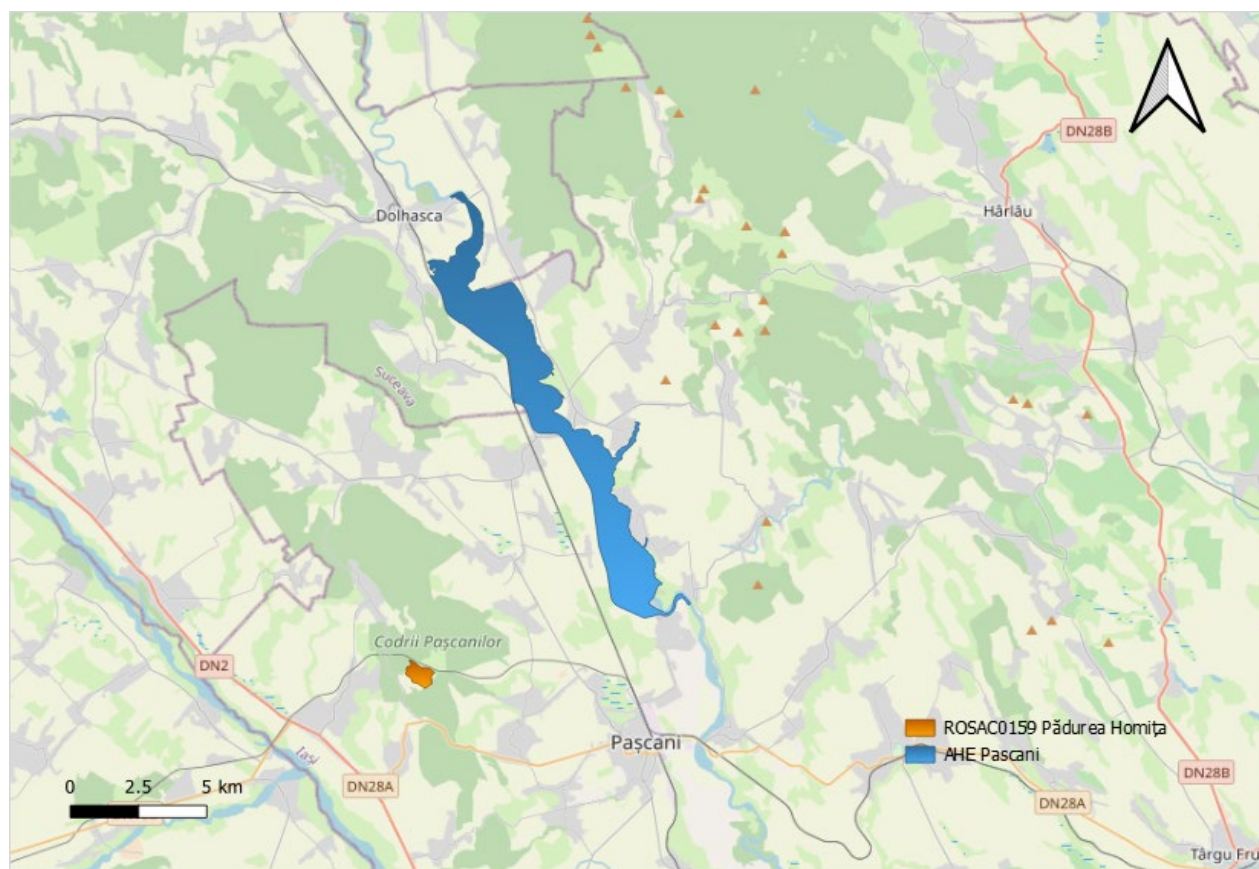 DN28B
Dolhasca
Hârlău
Suceava
Codrii Pașcanilor
DN2
Pașcani
ROSAC0159 Pădurea Homița
AHE Pascani
Iași
0 2.5 5 km
DN28A
DN28B
DN28A
Târgu Fru